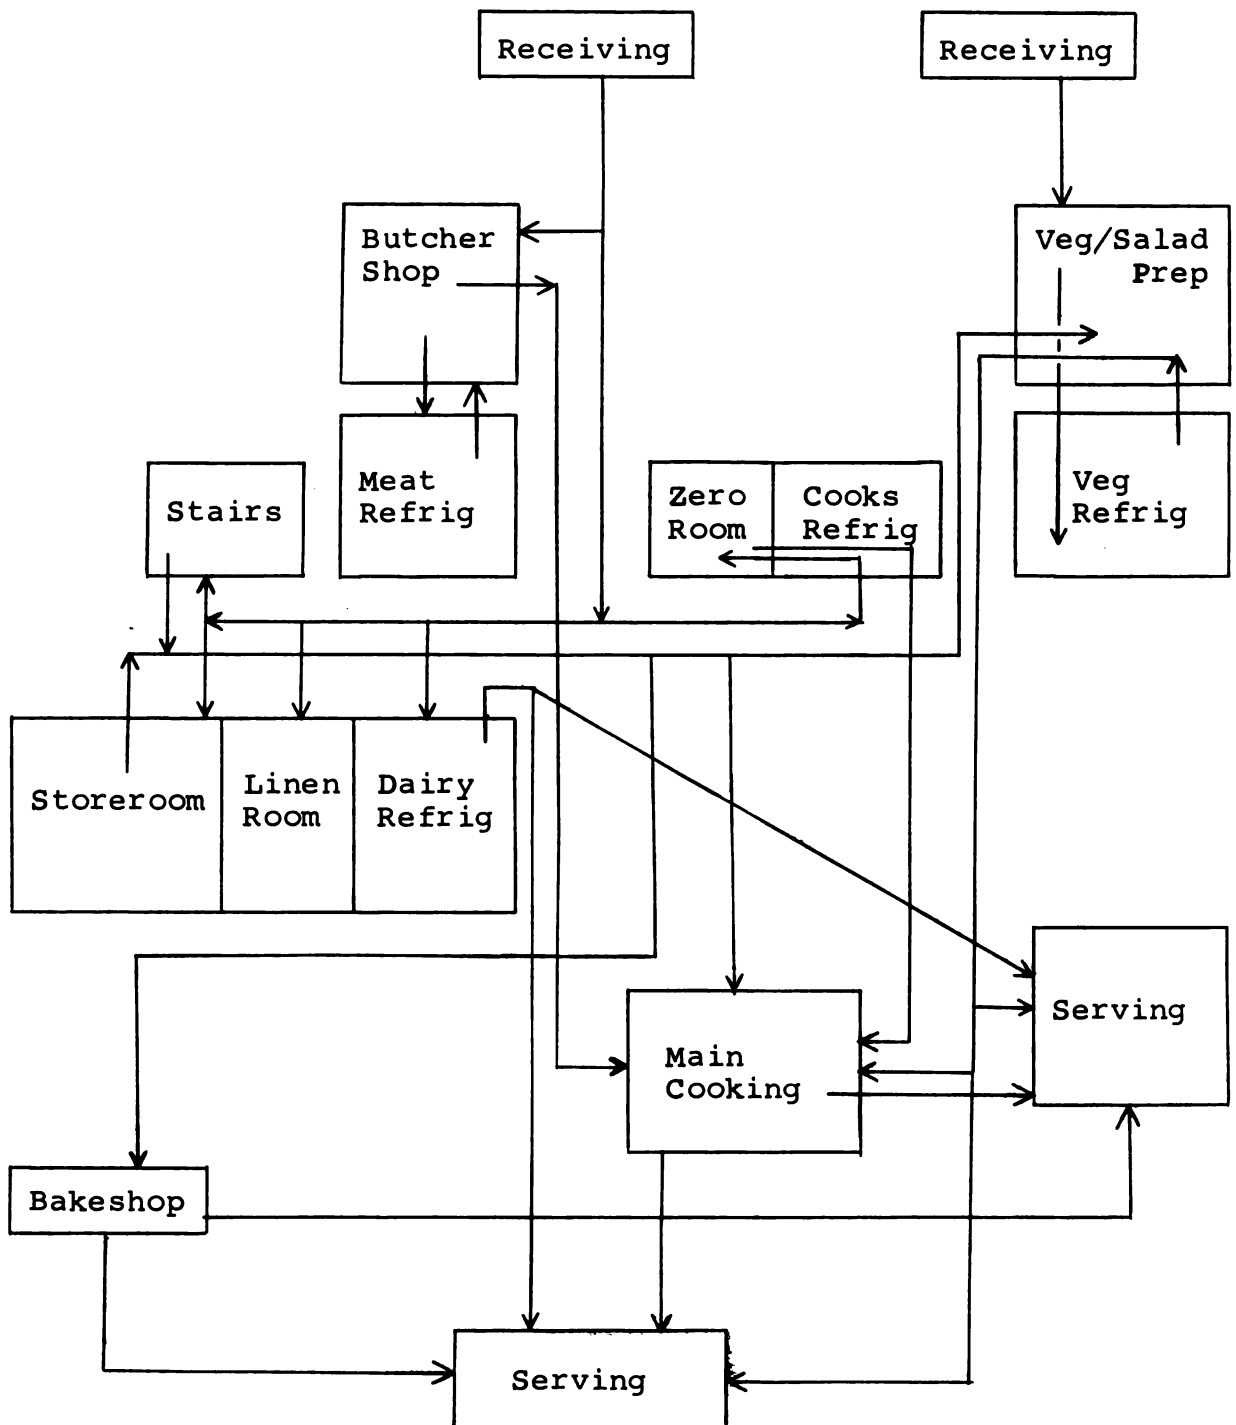 Receiving
Receiving
Butcher
Shop
Veg/Salad
Prep
Stairs
Meat
Refrig
Zero
Room
Cooks
Refrig
Veg
Refrig
Storeroom
Linen
Room
Dairy
Refrig
Serving
Main
Cooking
Bakeshop
Serving